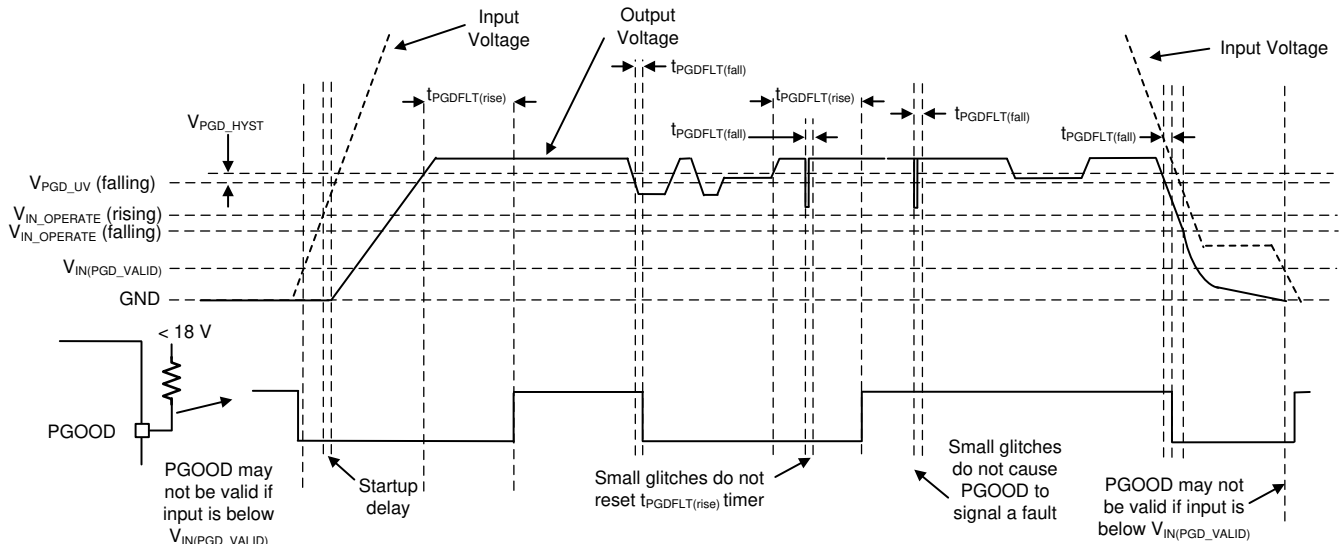 Input
Voltage
Output
Voltage
Input Voltage
tPGDFLT(fall)
tPGDFLT(rise)
tPGDFLT(rise)
tPGDFLT(fall)
tPGDFLT(fall)
tPGDFLT(fall)
VPGD_HYST
VPGD_UV (falling)
VIN_OPERATE (rising)
VIN_OPERATE (falling)
VIN(PGD_VALID)
GND
< 18 V
PGOOD
PGOOD may
not be valid if
input is below
VIN(PGD_VALID)
Startup
delay
Small glitches do not
reset tPGDFLT(rise) timer
Small glitches
do not cause
PGOOD to
signal a fault
PGOOD may not
be valid if input is
below VIN(PGD_VALID)